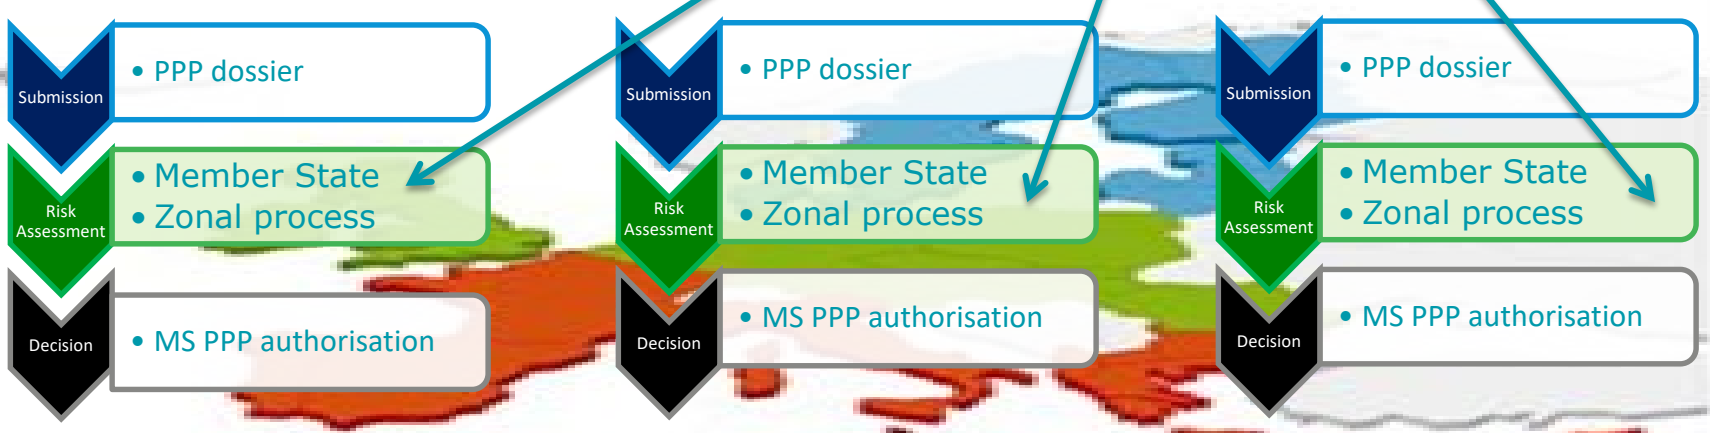 Submission
• PPP dossier
Risk
Assessment
• Member State
• Zonal process
Decision
• MS PPP authorisation
Submission
• PPP dossier
Risk
Assessment
• Member State
• Zonal process
Decision
• MS PPP authorisation
Submission
• PPP dossier
Risk
Assessment
• Member State
• Zonal process
Decision
• MS PPP authorisation